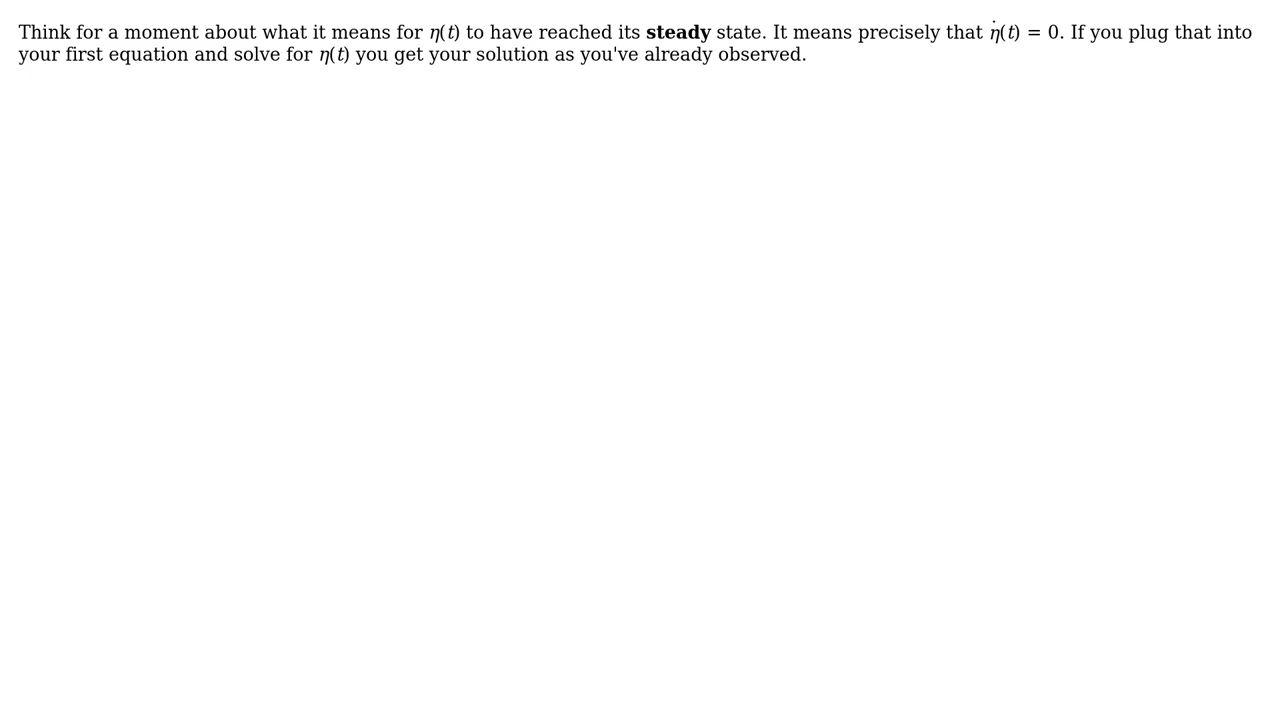 Think for a moment about what it means for η(t) to have reached its steady state. It means precisely that η̇(t) = 0. If you plug that into
your first equation and solve for η(t) you get your solution as you've already observed.